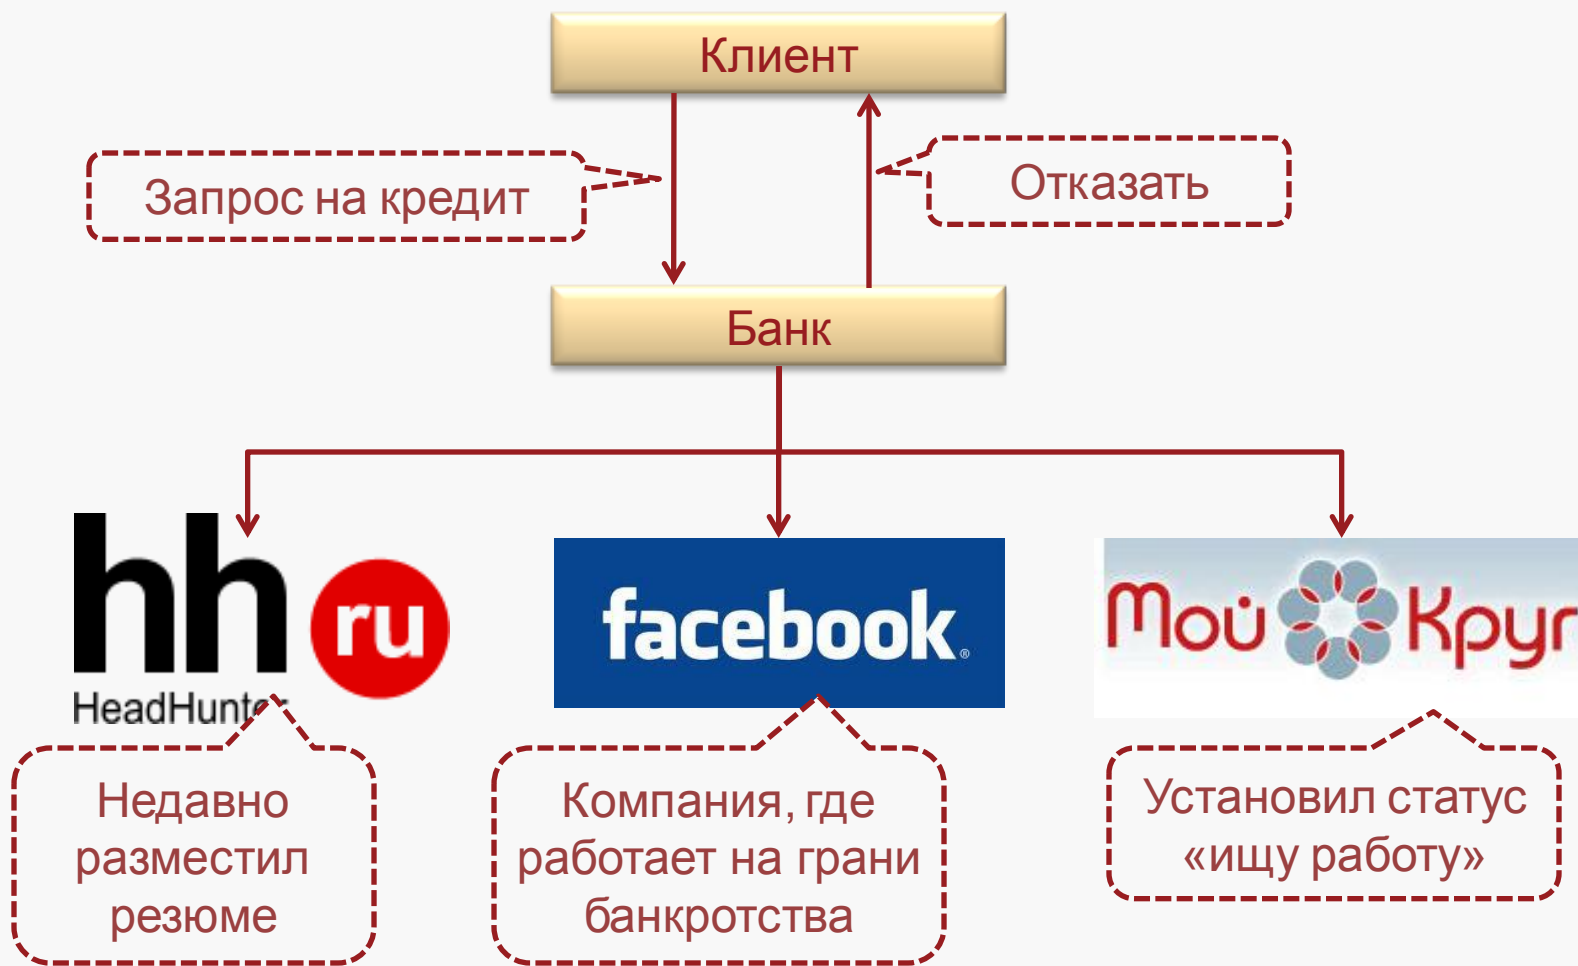 Клиент
Запрос на кредит
Отказать
Банк
hh
ru
HeadHunter
facebook®
Мой Круг
Недавно
разместил
резюме
Компания, где
работает на грани
банкротства
Установил статус
«ищу работу»